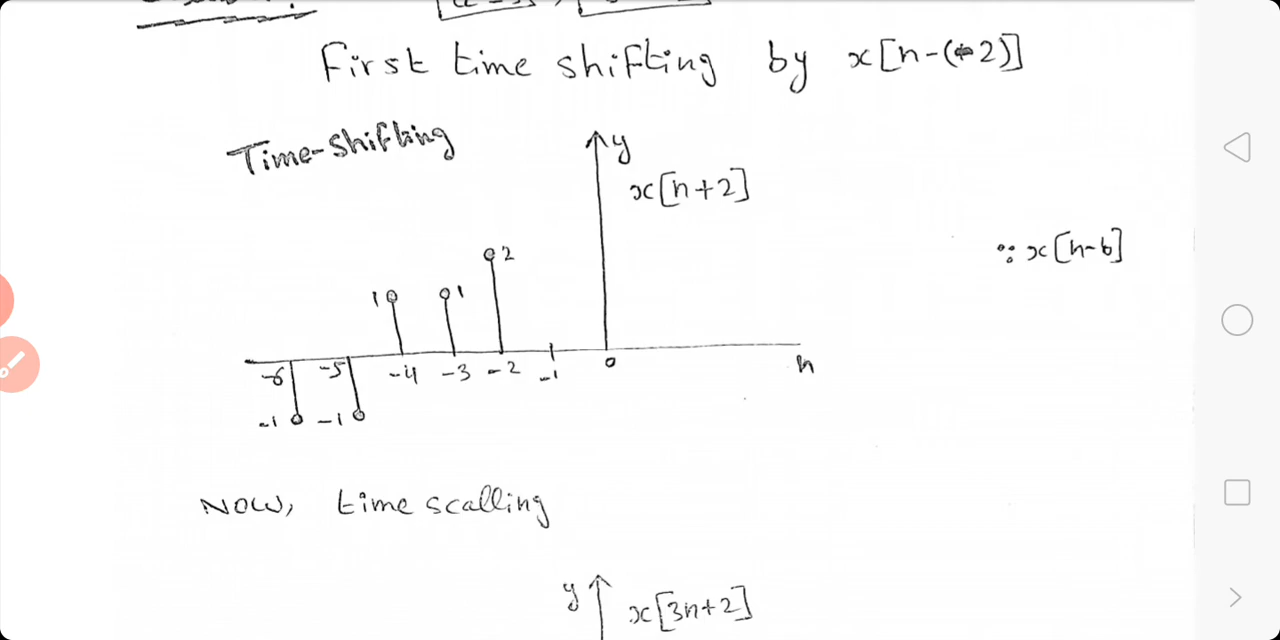 First time shifting by x[n-(-2)]
Time-shifting
y
x[n+2]
∵ x[n-b]
2
1 1
-6 -5 -4 -3 -2 -1 0 n
-1 -1
Now, time scalling
y x[3n+2]